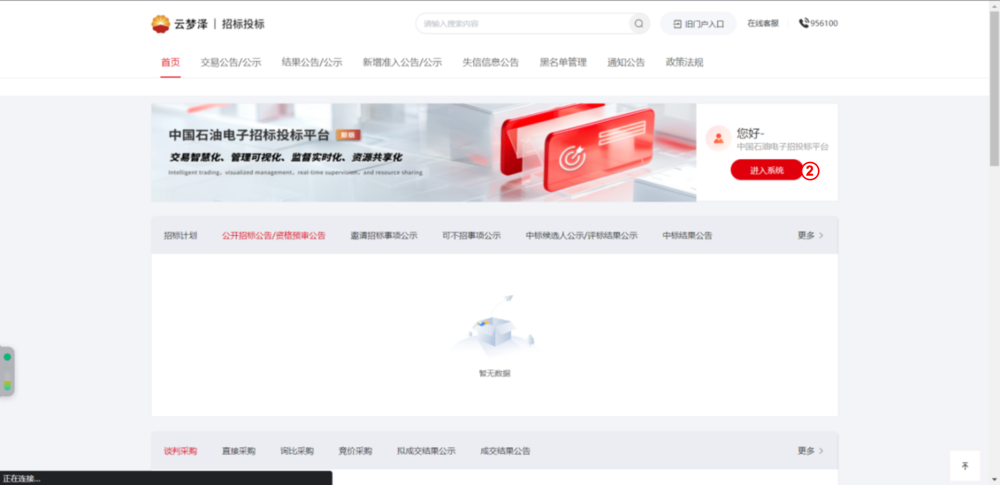 云梦泽 | 招标投标
请输入搜索内容
旧门户入口
在线客服
956100
首页 交易公告/公示 结果公告/公示 新增准入公告/公示 失信信息公告 黑名单管理 通知公告 政策法规
中国石油电子招标投标平台 新版
交易智慧化、管理可视化、监督实时化、资源共享化
Intelligent trading, visualized management, real-time supervision, and resource sharing
您好-
中国石油电子招投标平台
进入系统 ②
招标计划 公开招标公告/资格预审公告 邀请招标事项公示 可不招事项公示 中标候选人公示/评标结果公示 中标结果公告 更多 >
暂无数据
谈判采购 直接采购 询比采购 竞价采购 拟成交结果公示 成交结果公告 更多 >
正在连接...